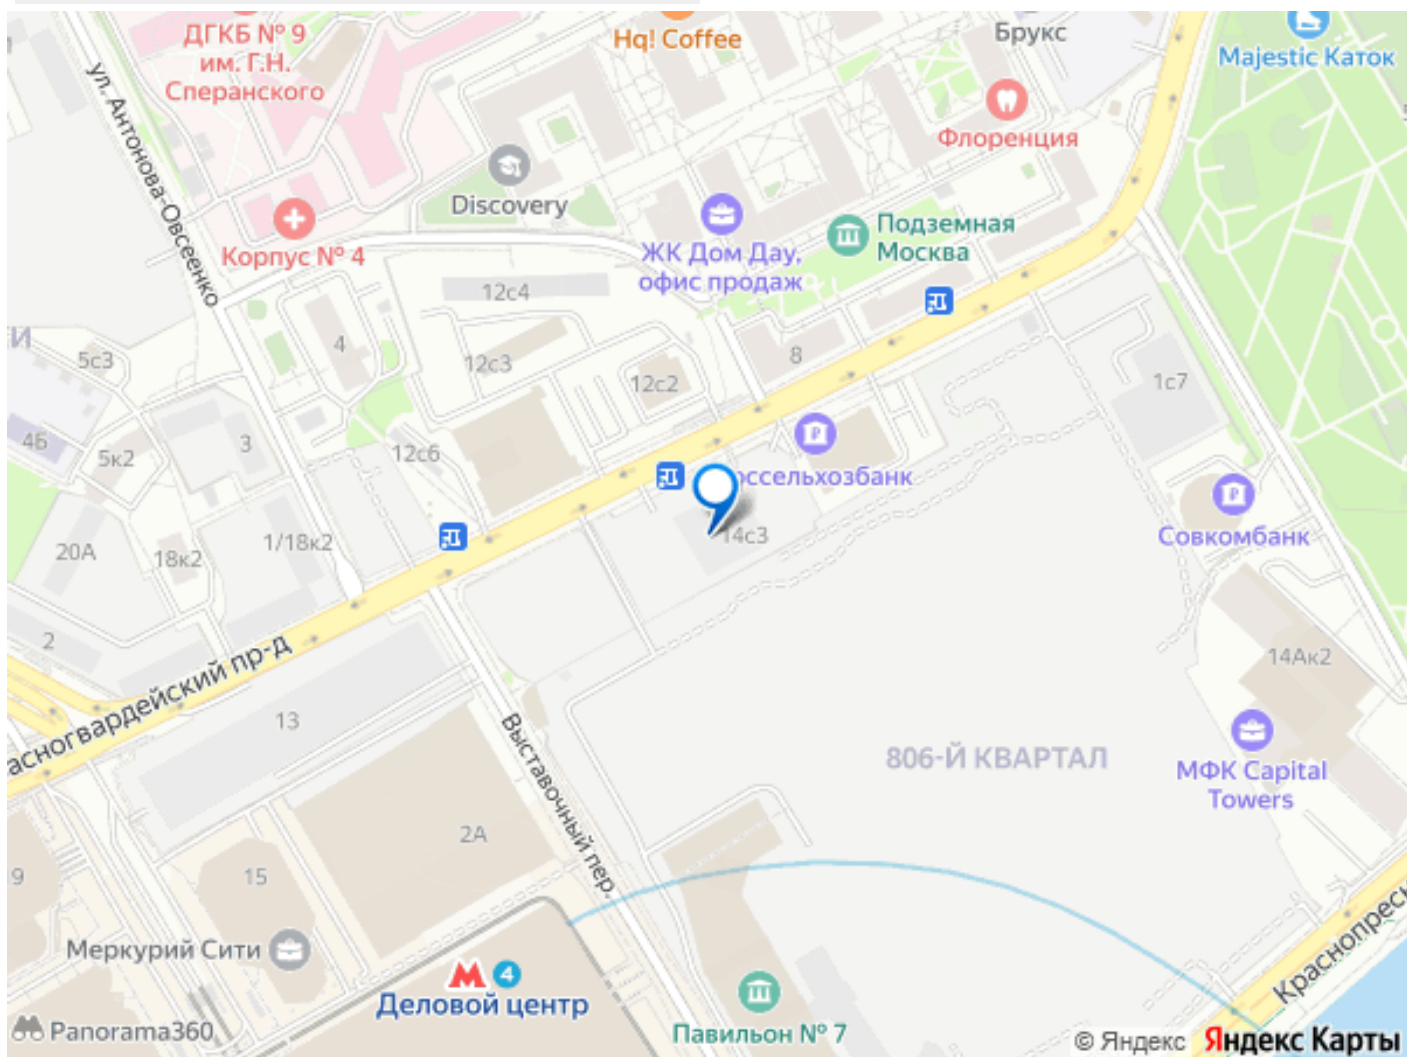 ДГКБ № 9
им. Г.Н.
Сперанского
Hq! Coffee
Брукс
Majestic Каток
ул. Антонова-Овсеенко
Флоренция
Discovery
Корпус № 4
ЖК Дом Дау,
офис продаж
Подземная
Москва
12с4
4
5с3
12с3
12с2
8
1с7
4Б
5к2
3
12с6
оссельхозбанк
Совкомбанк
20А
18к2
1/18к2
14с3
2
асногвардейский пр-д
13
14Ак2
Выставочный пер.
806-Й КВАРТАЛ
МФК Capital
Towers
2А
9
15
Меркурий Сити
4
Деловой центр
Краснопресн
Panorama360
Павильон № 7
© Яндекс Яндекс Карты